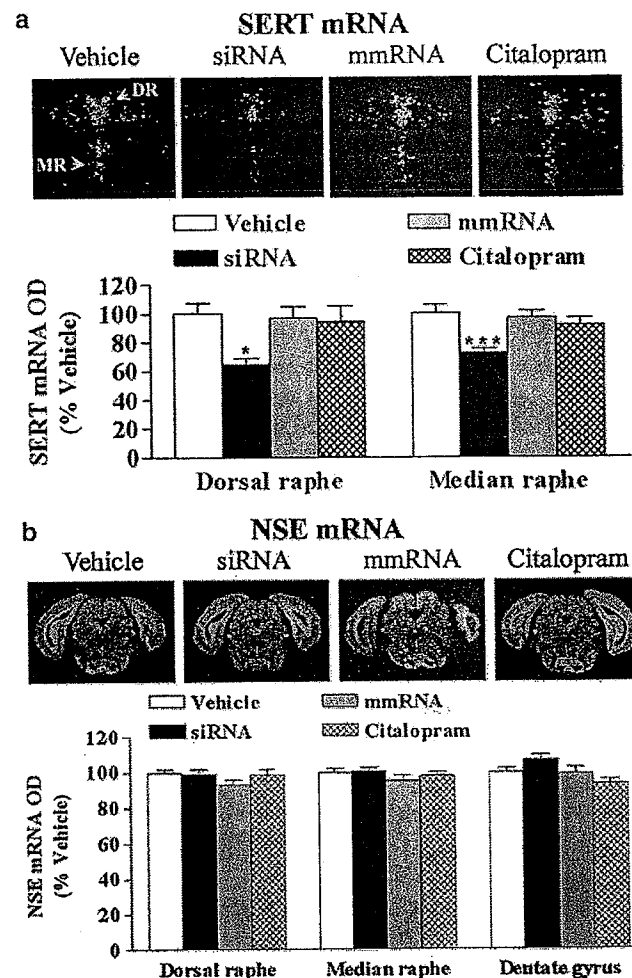 a
SERT mRNA
Vehicle siRNA mmRNA Citalopram
DR
MR
Vehicle mmRNA
siRNA Citalopram
SERT mRNA OD
(% Vehicle)
120
100
80
60
40
20
0
*
***
Dorsal raphe Median raphe
b
NSE mRNA
Vehicle siRNA mmRNA Citalopram
Vehicle mmRNA
siRNA Citalopram
NSE mRNA OD
(% Vehicle)
120
100
80
60
40
20
0
Dorsal raphe Median raphe Dentate gyrus